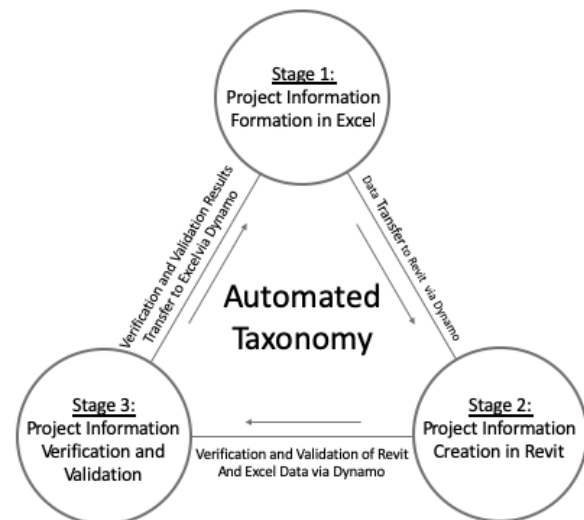 Stage 1:
Project Information
Formation in Excel
Verification and Validation Results
Transfer to Excelvia Dynamo
Data Transfer to Revit via Dynamo
Automated
Taxonomy
Stage 3:
Project Information
Verification and
Validation
Verification and Validation of Revit
And Excel Data via Dynamo
Stage 2:
Project Information
Creation in Revit